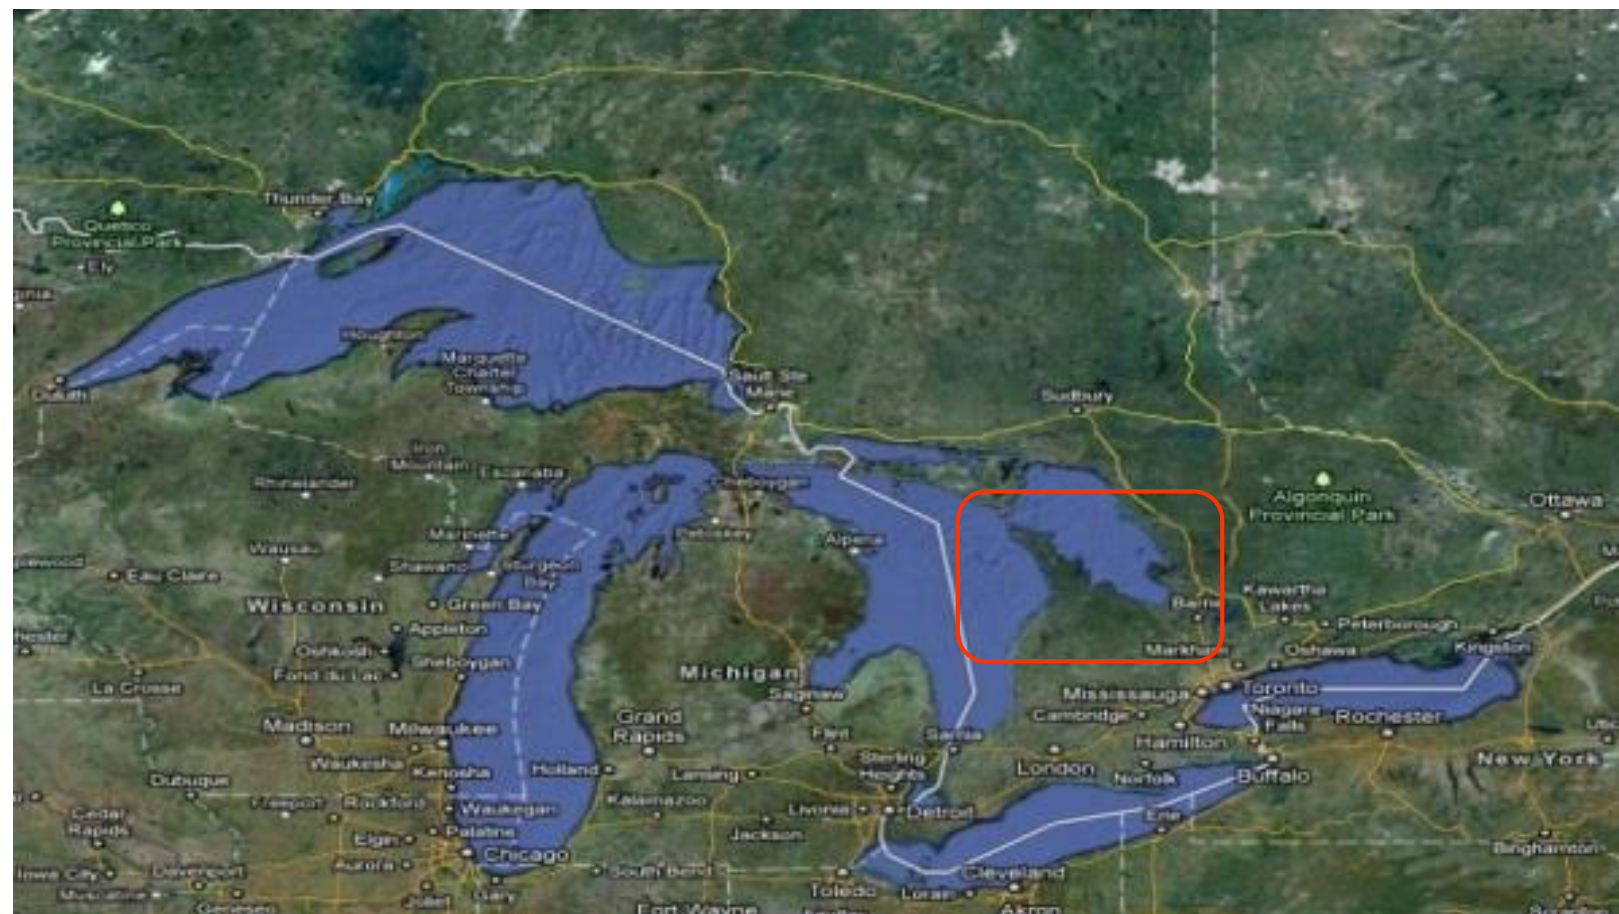 Thunder Bay
Quetico
Provincial Park
Ely
Houghton
Duluth
Marquette
Charter
Township
Sault Ste
Marie
Sudbury
Iron
Mountain
Escanaba
Rhinelander
Cheboygan
Algonquin
Provincial Park
Ottawa
Marinette
Petoskey
Alpena
Wausau
Shawano
Sturgeon
Bay
Eau Claire
Wisconsin
Green Bay
Barrie
Kawartha
Lakes
Appleton
Peterborough
Oshkosh
Sheboygan
Fond du Lac
Markham
Oshawa
Kingston
La Crosse
Michigan
Saginaw
Mississauga
Toronto
Cambridge
Niagara
Falls
Rochester
Madison
Milwaukee
Grand
Rapids
Flint
Sarnia
Hamilton
Waukesha
Kenosha
Holland
Lansing
Sterling
Heights
London
Norfolk
Buffalo
New York
Dubuque
Freeport
Rockford
Waukegan
Kalamazoo
Livonia
Detroit
Erie
Cedar
Rapids
Elgin
Palatine
Jackson
Chicago
Binghamton
Iowa City
Davenport
Aurora
South Bend
Cleveland
Muscatine
Geneseo
Joliet
Gary
Toledo
Lorain
Fort Wayne
Akron